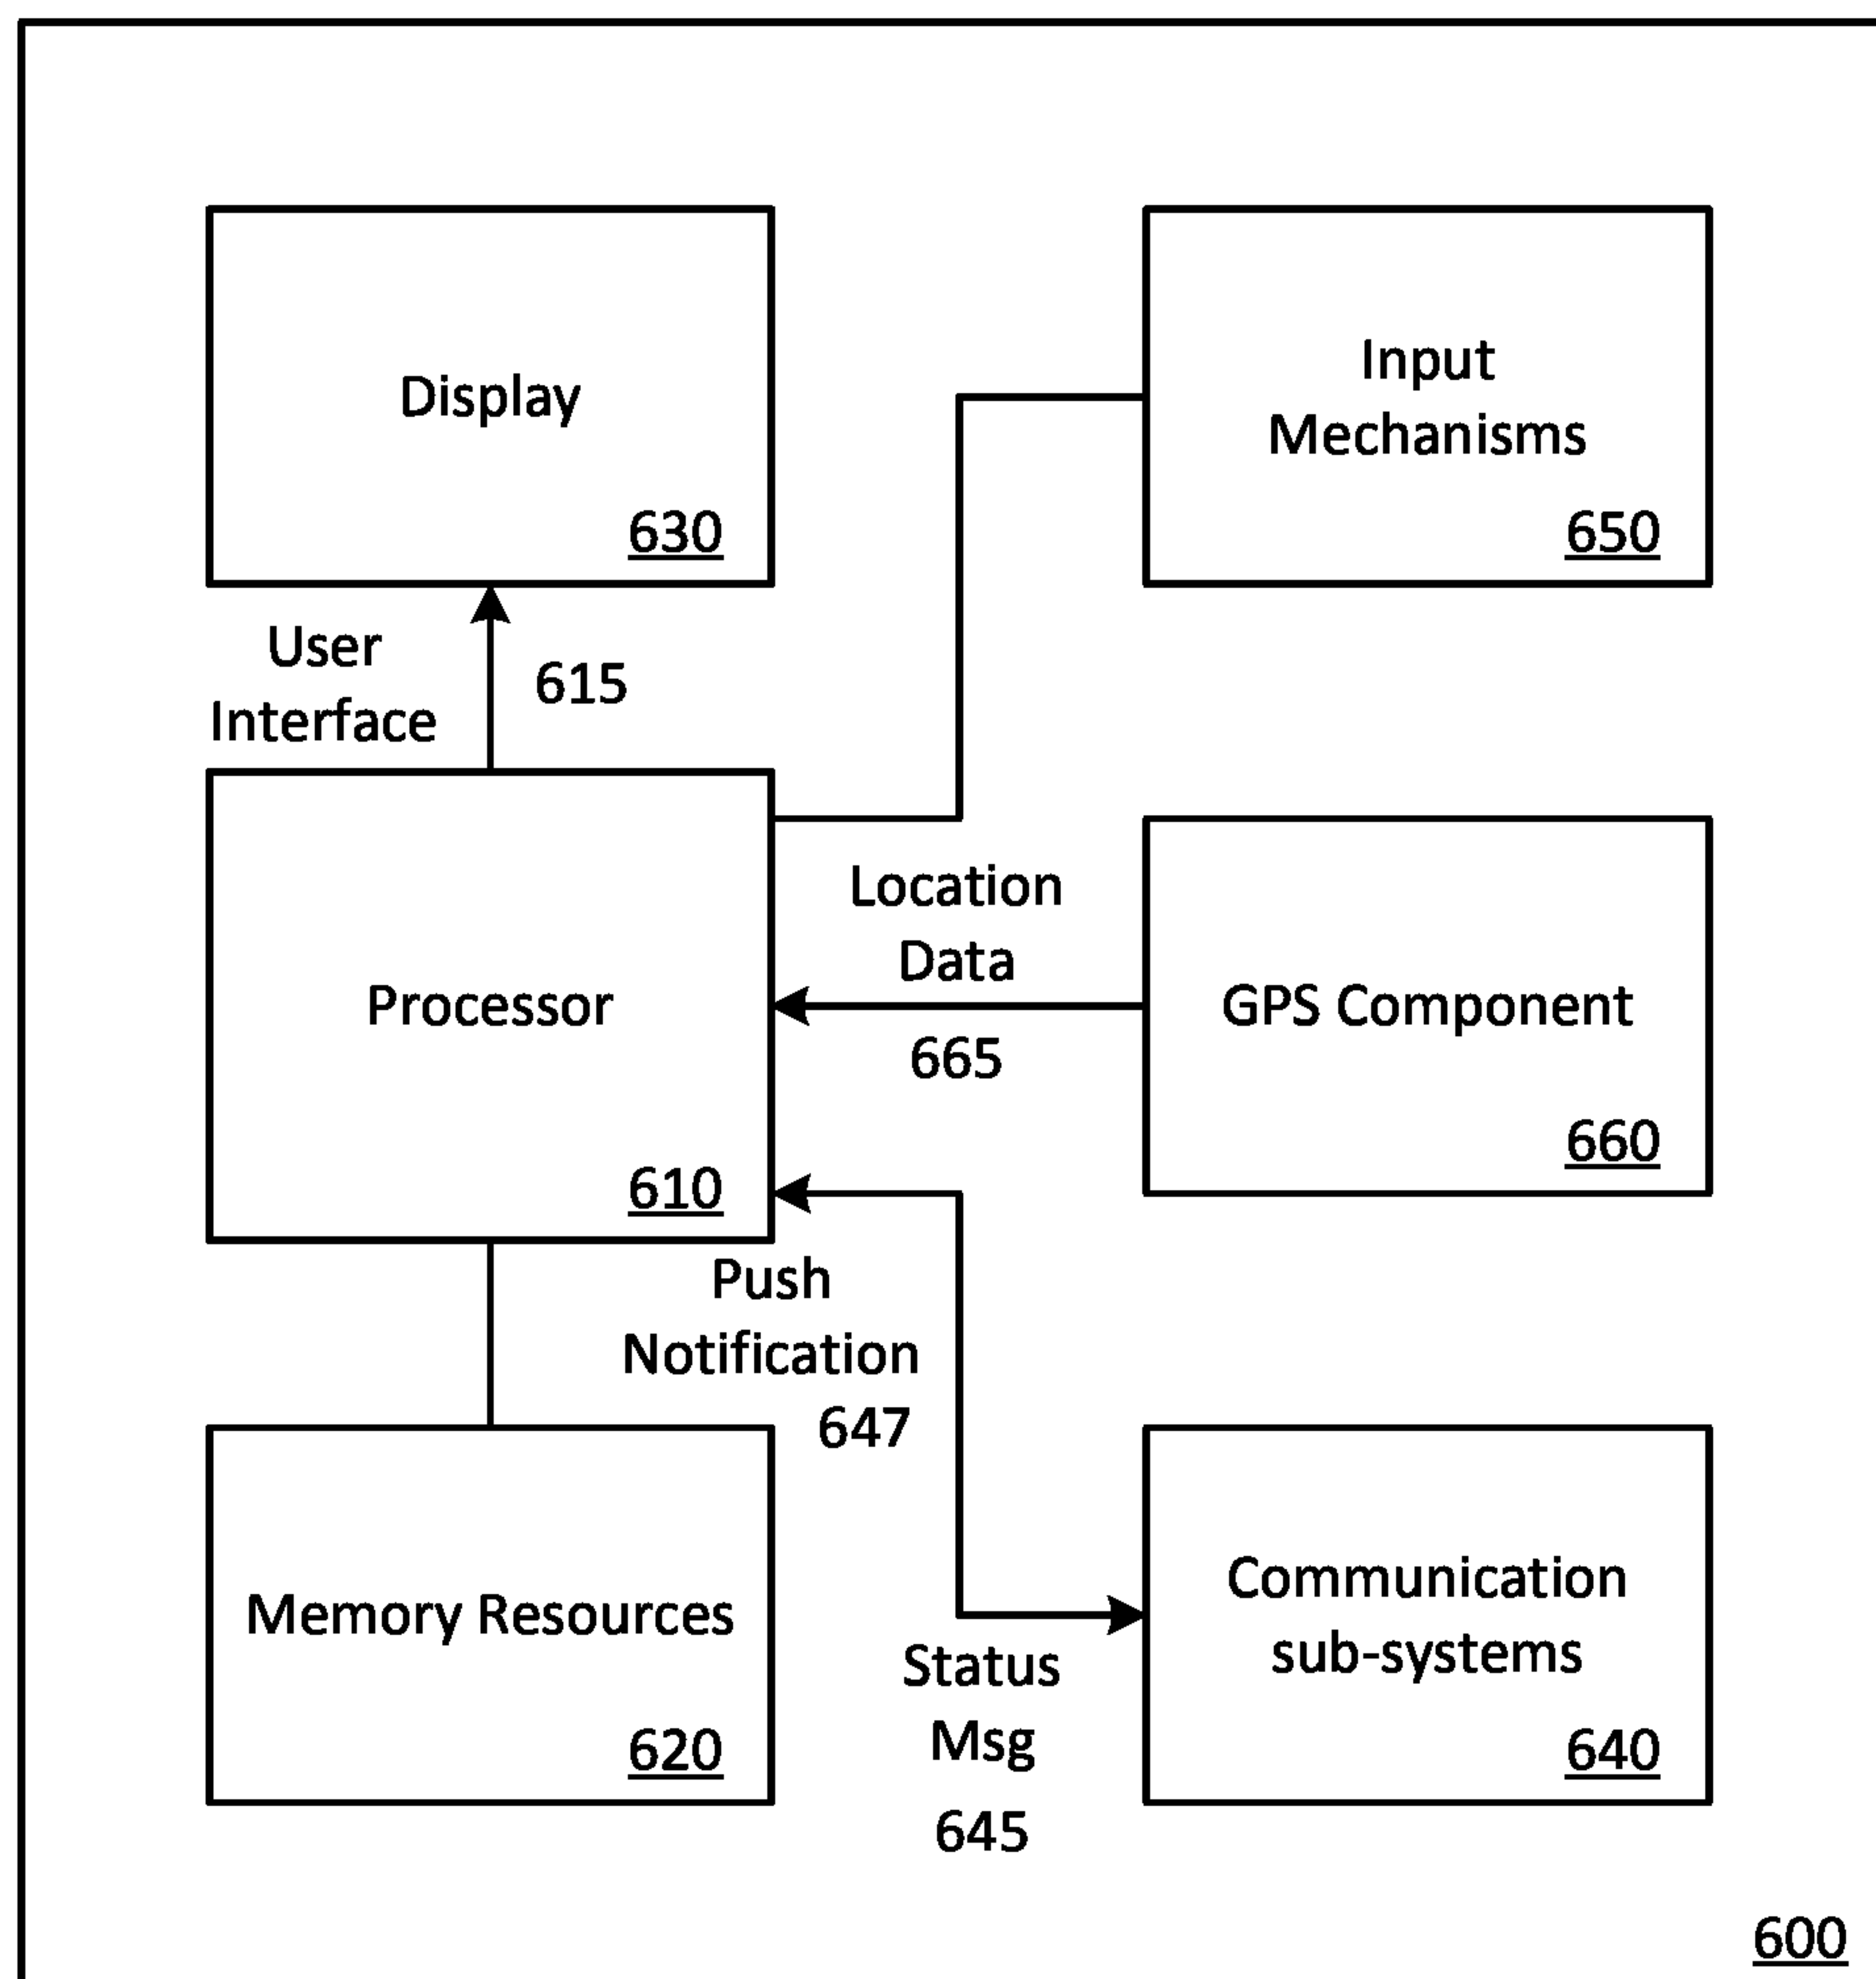 Display
630
Input
Mechanisms
650
User
Interface
615
Processor
610
Location
Data
665
GPS Component
660
Push
Notification
647
Memory Resources
620
Status
Msg
645
Communication
sub-systems
640
600